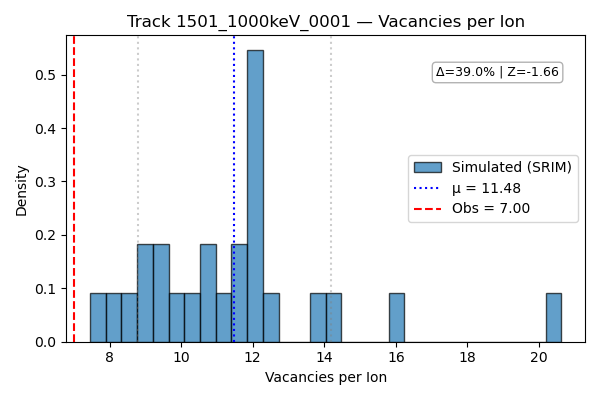 Track 1501_1000keV_0001 — Vacancies per Ion
Δ=39.0% | Z=-1.66
Simulated (SRIM)
μ = 11.48
Obs = 7.00
Density
0.5
0.4
0.3
0.2
0.1
0.0
8 10 12 14 16 18 20
Vacancies per Ion